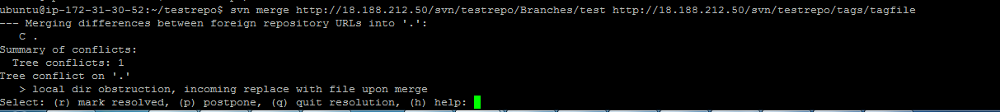 ubuntu@ip-172-31-30-52:~/testrepo$ svn merge http://18.188.212.50/svn/testrepo/Branches/test http://18.188.212.50/svn/testrepo/tags/tagfile
--- Merging differences between foreign repository URLs into '.':
   C .
Summary of conflicts:
  Tree conflicts: 1
Tree conflict on '.'
   > local dir obstruction, incoming replace with file upon merge
Select: (r) mark resolved, (p) postpone, (q) quit resolution, (h) help: